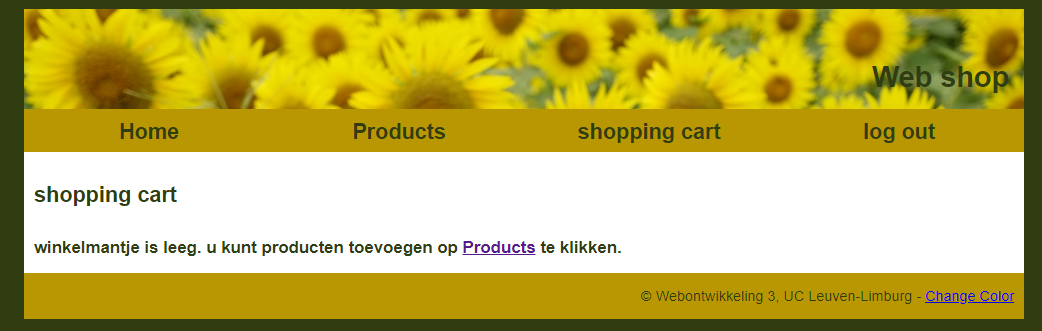 Web shop
Home Products shopping cart log out
shopping cart
winkelmantje is leeg. u kunt producten toevoegen op Products te klikken.
© Webontwikkeling 3, UC Leuven-Limburg - Change Color